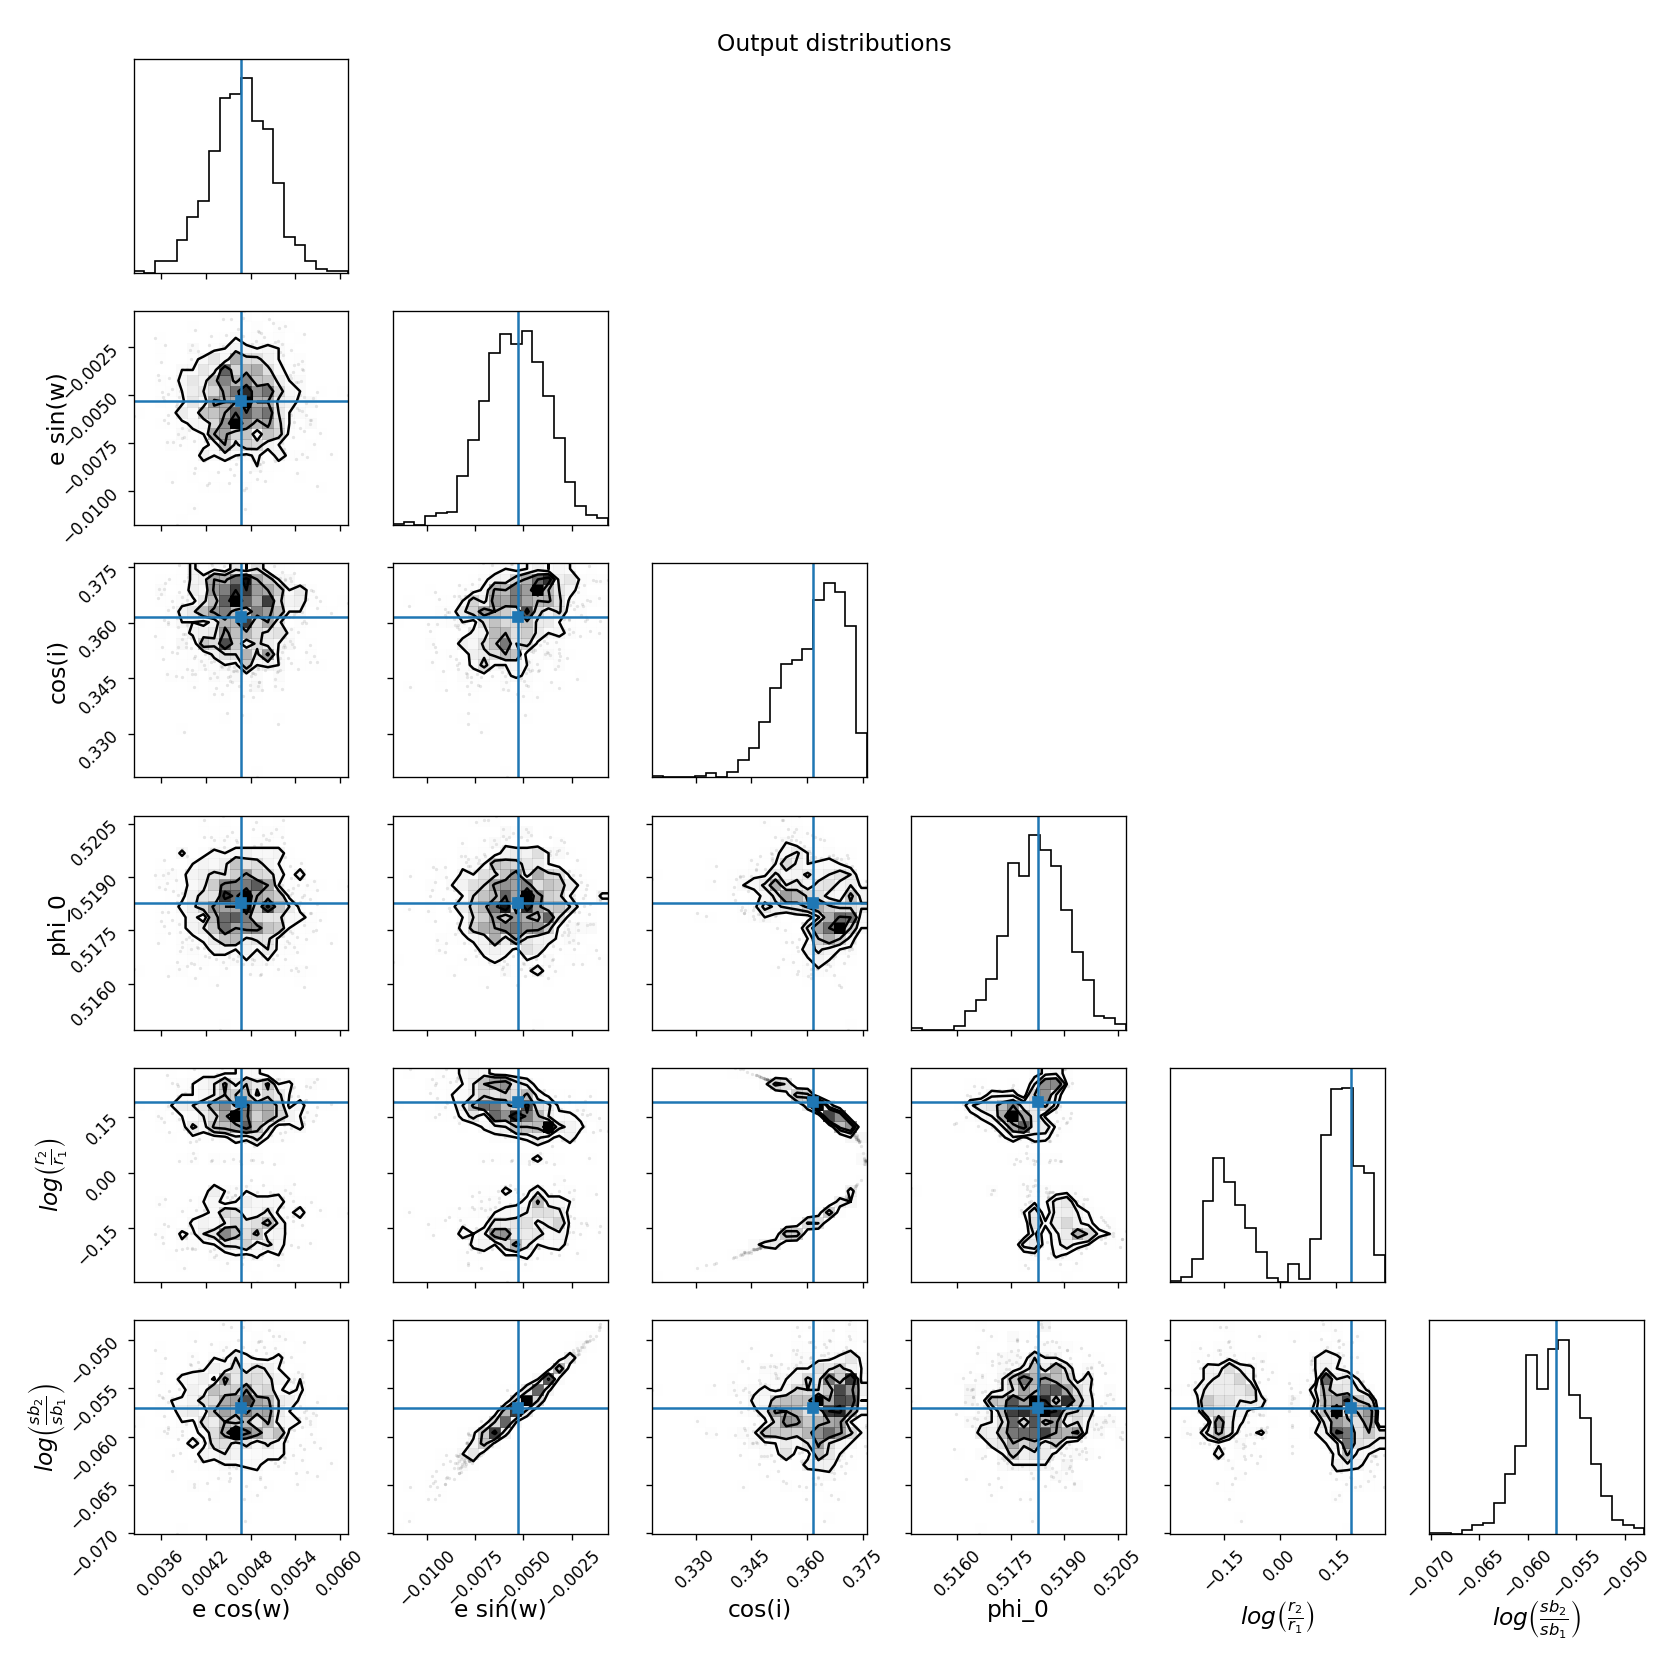 Output distributions
e sin(w)
−0.0025
−0.0050
−0.0075
−0.0100
cos(i)
0.375
0.360
0.345
0.330
phi_0
0.5205
0.5190
0.5175
0.5160
log(r₂/r₁)
0.15
0.00
−0.15
log(sb₂/sb₁)
−0.050
−0.055
−0.060
−0.065
−0.070
0.0036 0.0042 0.0048 0.0054 0.0060
e cos(w)
−0.0100 −0.0075 −0.0050 −0.0025
e sin(w)
0.330 0.345 0.360 0.375
cos(i)
0.5160 0.5175 0.5190 0.5205
phi_0
−0.15 0.00 0.15
log(r₂/r₁)
−0.070 −0.065 −0.060 −0.055 −0.050
log(sb₂/sb₁)